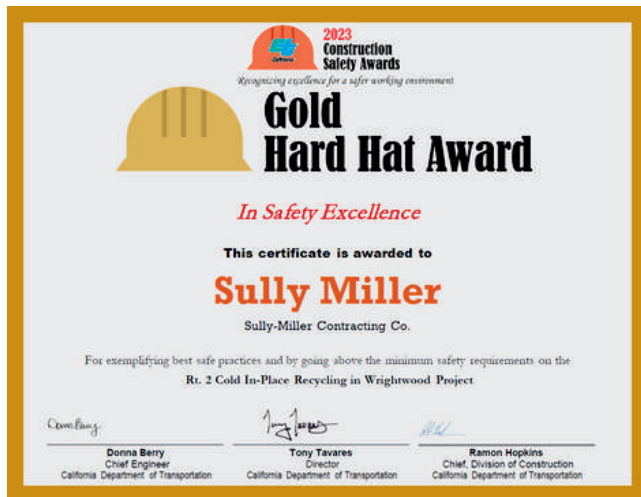 2023
Construction
Safety Awards
Caltrans
Recognizing excellence for a safer working environment
Gold
Hard Hat Award
In Safety Excellence
This certificate is awarded to
Sully Miller
Sully-Miller Contracting Co.
For exemplifying best safe practices and by going above the minimum safety requirements on the
Rt. 2 Cold In-Place Recycling in Wrightwood Project
Donna Berry
Chief Engineer
California Department of Transportation
Tony Tavares
Director
California Department of Transportation
Ramon Hopkins
Chief, Division of Construction
California Department of Transportation